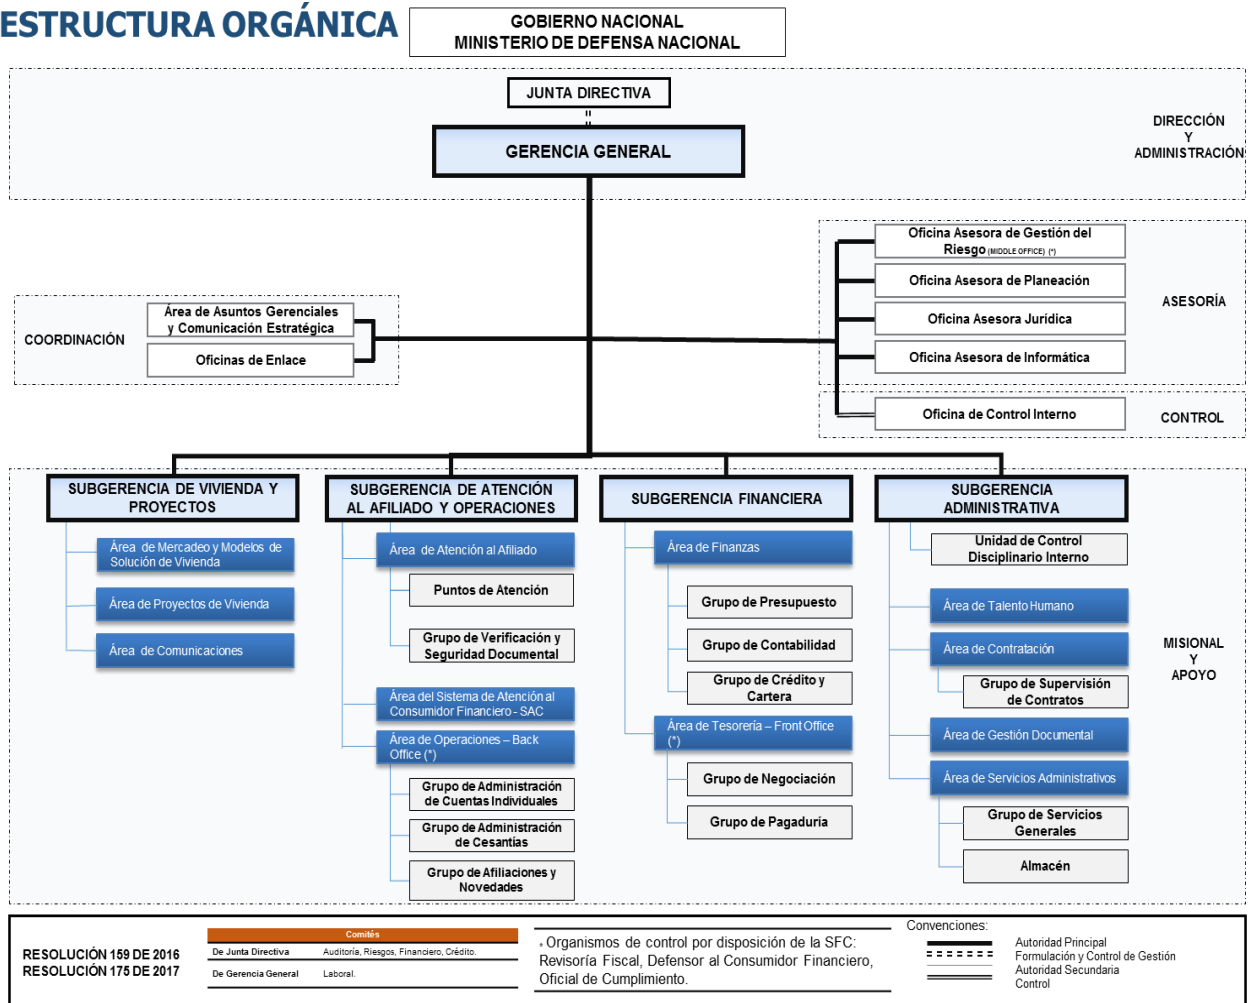 ESTRUCTURA ORGÁNICA
GOBIERNO NACIONAL
MINISTERIO DE DEFENSA NACIONAL
JUNTA DIRECTIVA
GERENCIA GENERAL
DIRECCIÓN
Y
ADMINISTRACIÓN
Oficina Asesora de Gestión del
Riesgo (MIDDLE OFFICE) (*)
Oficina Asesora de Planeación
Oficina Asesora Jurídica
Oficina Asesora de Informática
ASESORÍA
Oficina de Control Interno
CONTROL
COORDINACIÓN
Área de Asuntos Gerenciales
y Comunicación Estratégica
Oficinas de Enlace
SUBGERENCIA DE VIVIENDA Y
PROYECTOS
Área de Mercadeo y Modelos de
Solución de Vivienda
Área de Proyectos de Vivienda
Área de Comunicaciones
SUBGERENCIA DE ATENCIÓN
AL AFILIADO Y OPERACIONES
Área de Atención al Afiliado
Puntos de Atención
Grupo de Verificación y
Seguridad Documental
Área del Sistema de Atención al
Consumidor Financiero - SAC
Área de Operaciones – Back
Office (*)
Grupo de Administración
de Cuentas Individuales
Grupo de Administración
de Cesantías
Grupo de Afiliaciones y
Novedades
SUBGERENCIA FINANCIERA
Área de Finanzas
Grupo de Presupuesto
Grupo de Contabilidad
Grupo de Crédito y
Cartera
Área de Tesorería – Front Office
(*)
Grupo de Negociación
Grupo de Pagaduría
SUBGERENCIA
ADMINISTRATIVA
Unidad de Control
Disciplinario Interno
Área de Talento Humano
Área de Contratación
Grupo de Supervisión
de Contratos
Área de Gestión Documental
Área de Servicios Administrativos
Grupo de Servicios
Generales
Almacén
MISIONAL
Y
APOYO
RESOLUCIÓN 159 DE 2016
RESOLUCIÓN 175 DE 2017
Comités
De Junta Directiva Auditoría, Riesgos, Financiero, Crédito.
De Gerencia General Laboral.
* Organismos de control por disposición de la SFC:
Revisoría Fiscal, Defensor al Consumidor Financiero,
Oficial de Cumplimiento.
Convenciones:
Autoridad Principal
Formulación y Control de Gestión
Autoridad Secundaria
Control